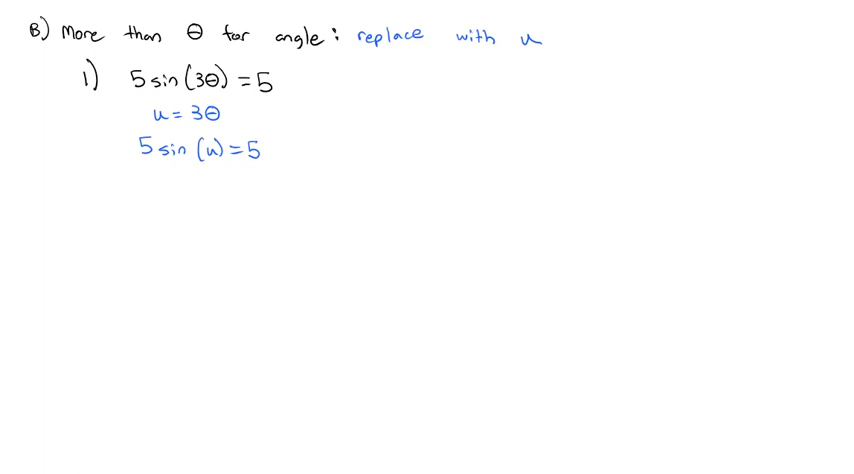 B) More than θ for angle: replace with u
1) 5 sin(3θ) = 5
u = 3θ
5 sin(u) = 5